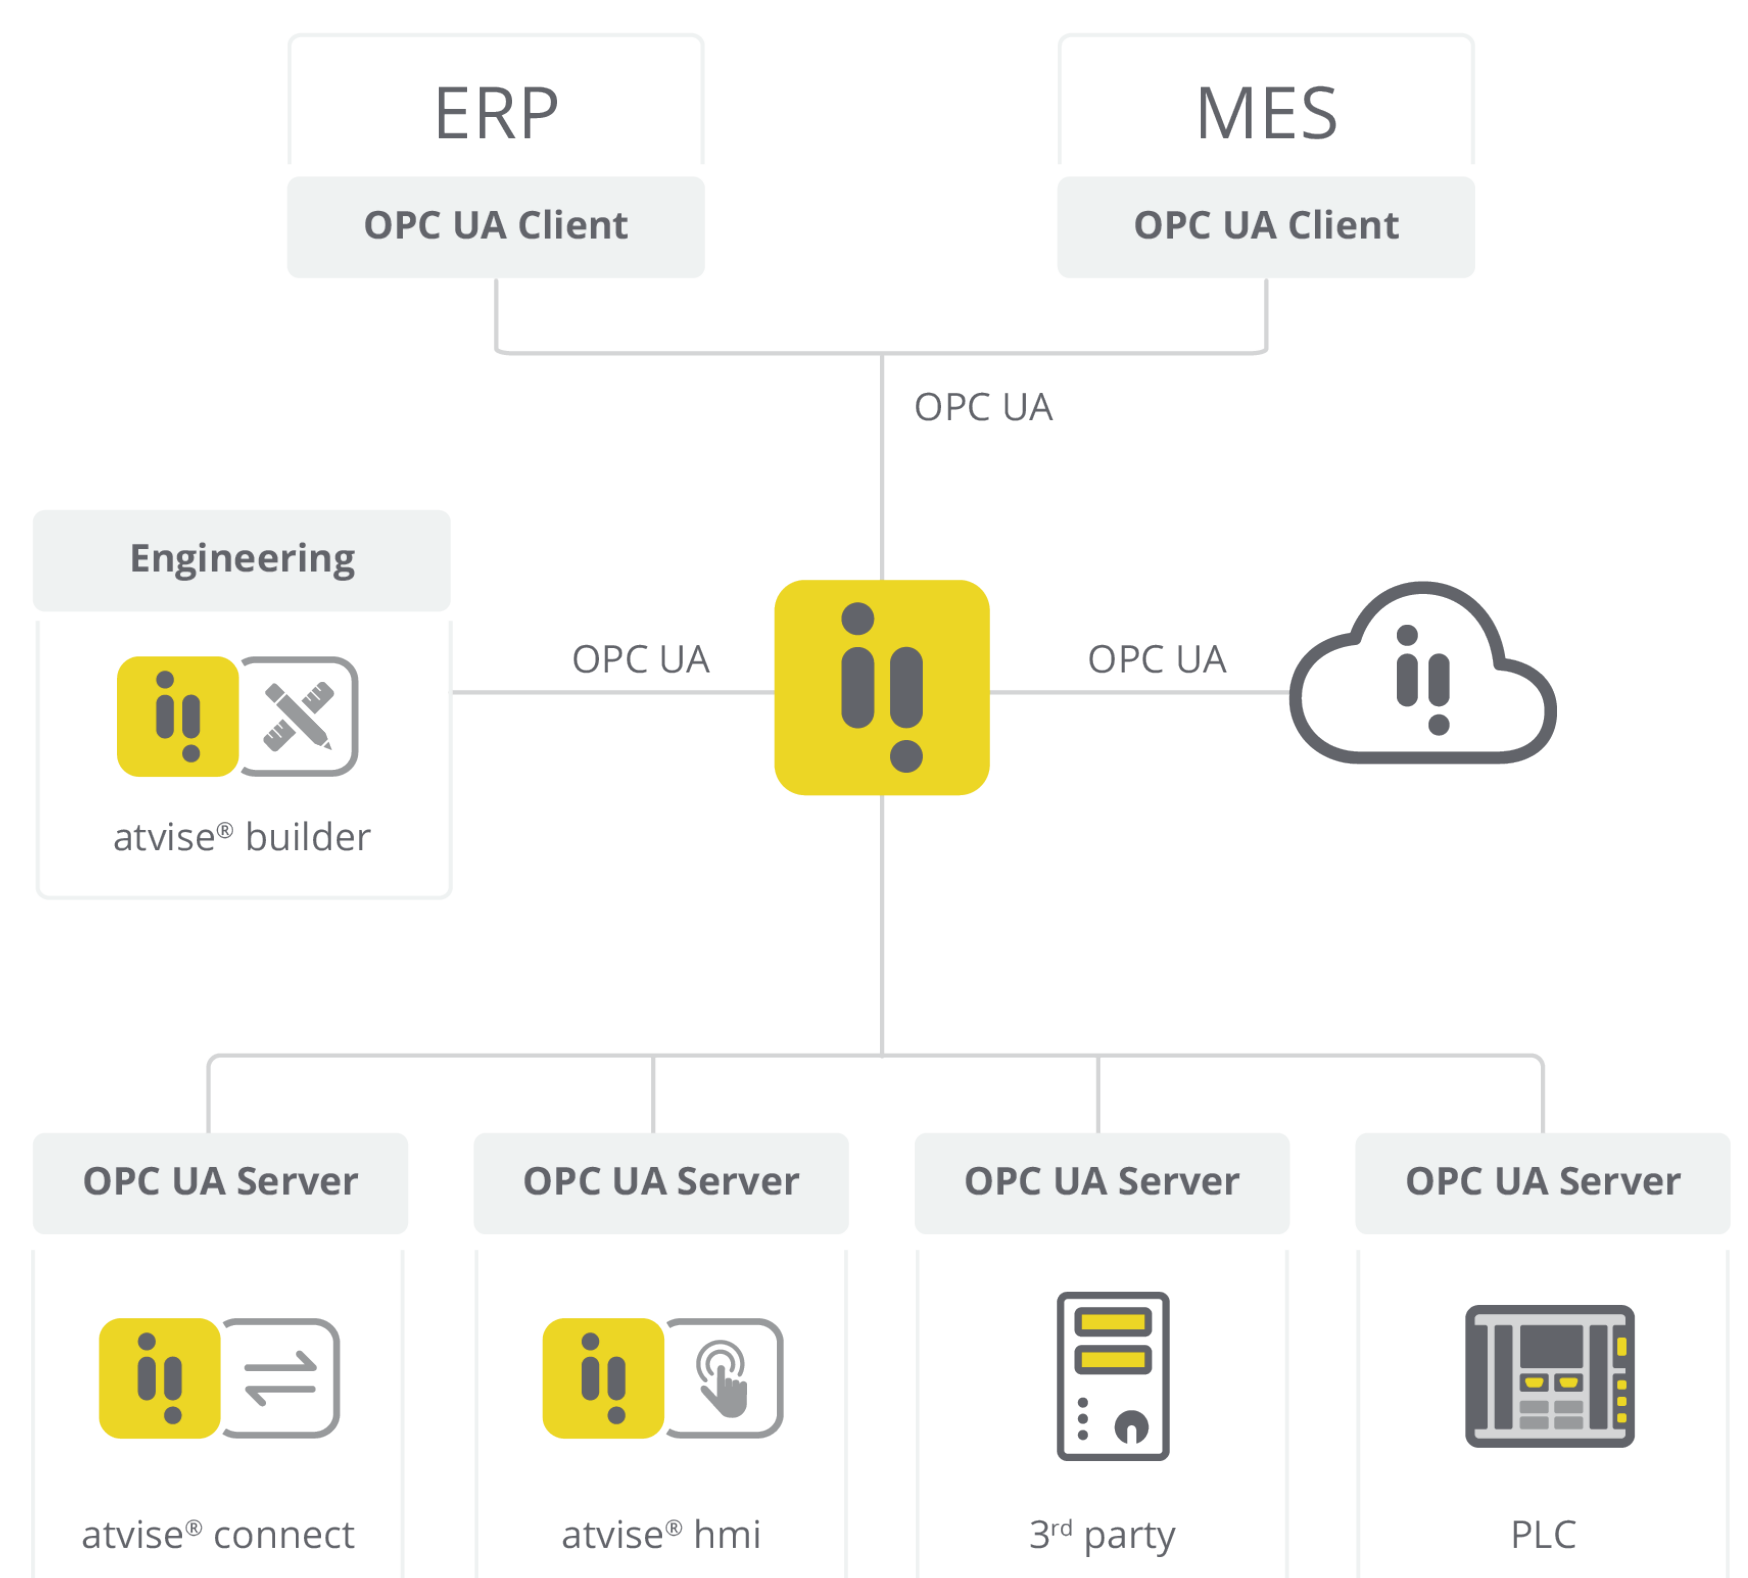 ERP
MES
OPC UA Client
OPC UA Client
OPC UA
Engineering
OPC UA
OPC UA
atvise® builder
OPC UA Server
OPC UA Server
OPC UA Server
OPC UA Server
atvise® connect
atvise® hmi
3rd party
PLC